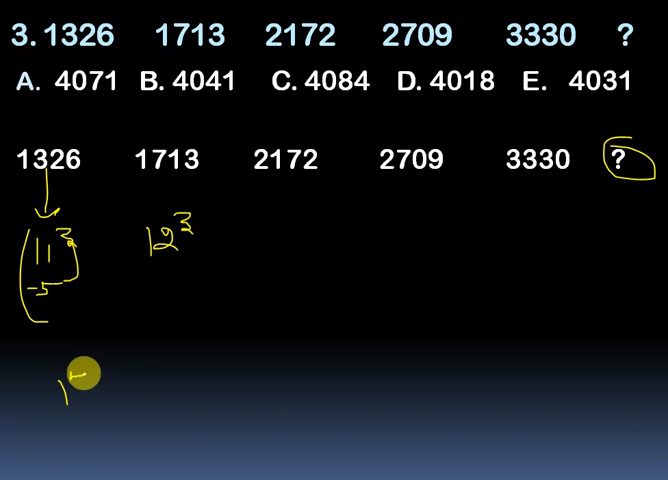 3. 1326 1713 2172 2709 3330 ?
A. 4071 B. 4041 C. 4084 D. 4018 E. 4031
1326 1713 2172 2709 3330 ?
11³ 12³
-5